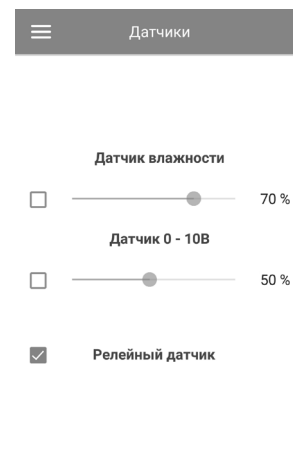 Датчики
Датчик влажности
70 %
Датчик 0 - 10В
50 %
Релейный датчик